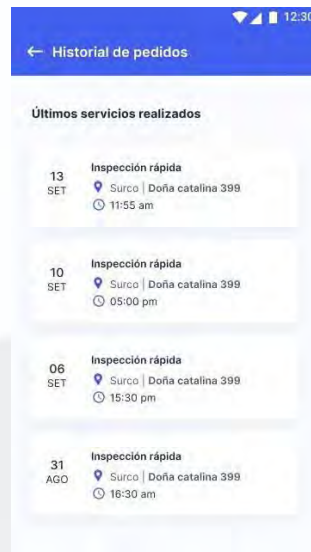 12:30
Historial de pedidos
Últimos servicios realizados
13
SET
Inspección rápida
Surco | Doña catalina 399
11:55 am
10
SET
Inspección rápida
Surco | Doña catalina 399
05:00 pm
06
SET
Inspección rápida
Surco | Doña catalina 399
15:30 pm
31
AGO
Inspección rápida
Surco | Doña catalina 399
16:30 am